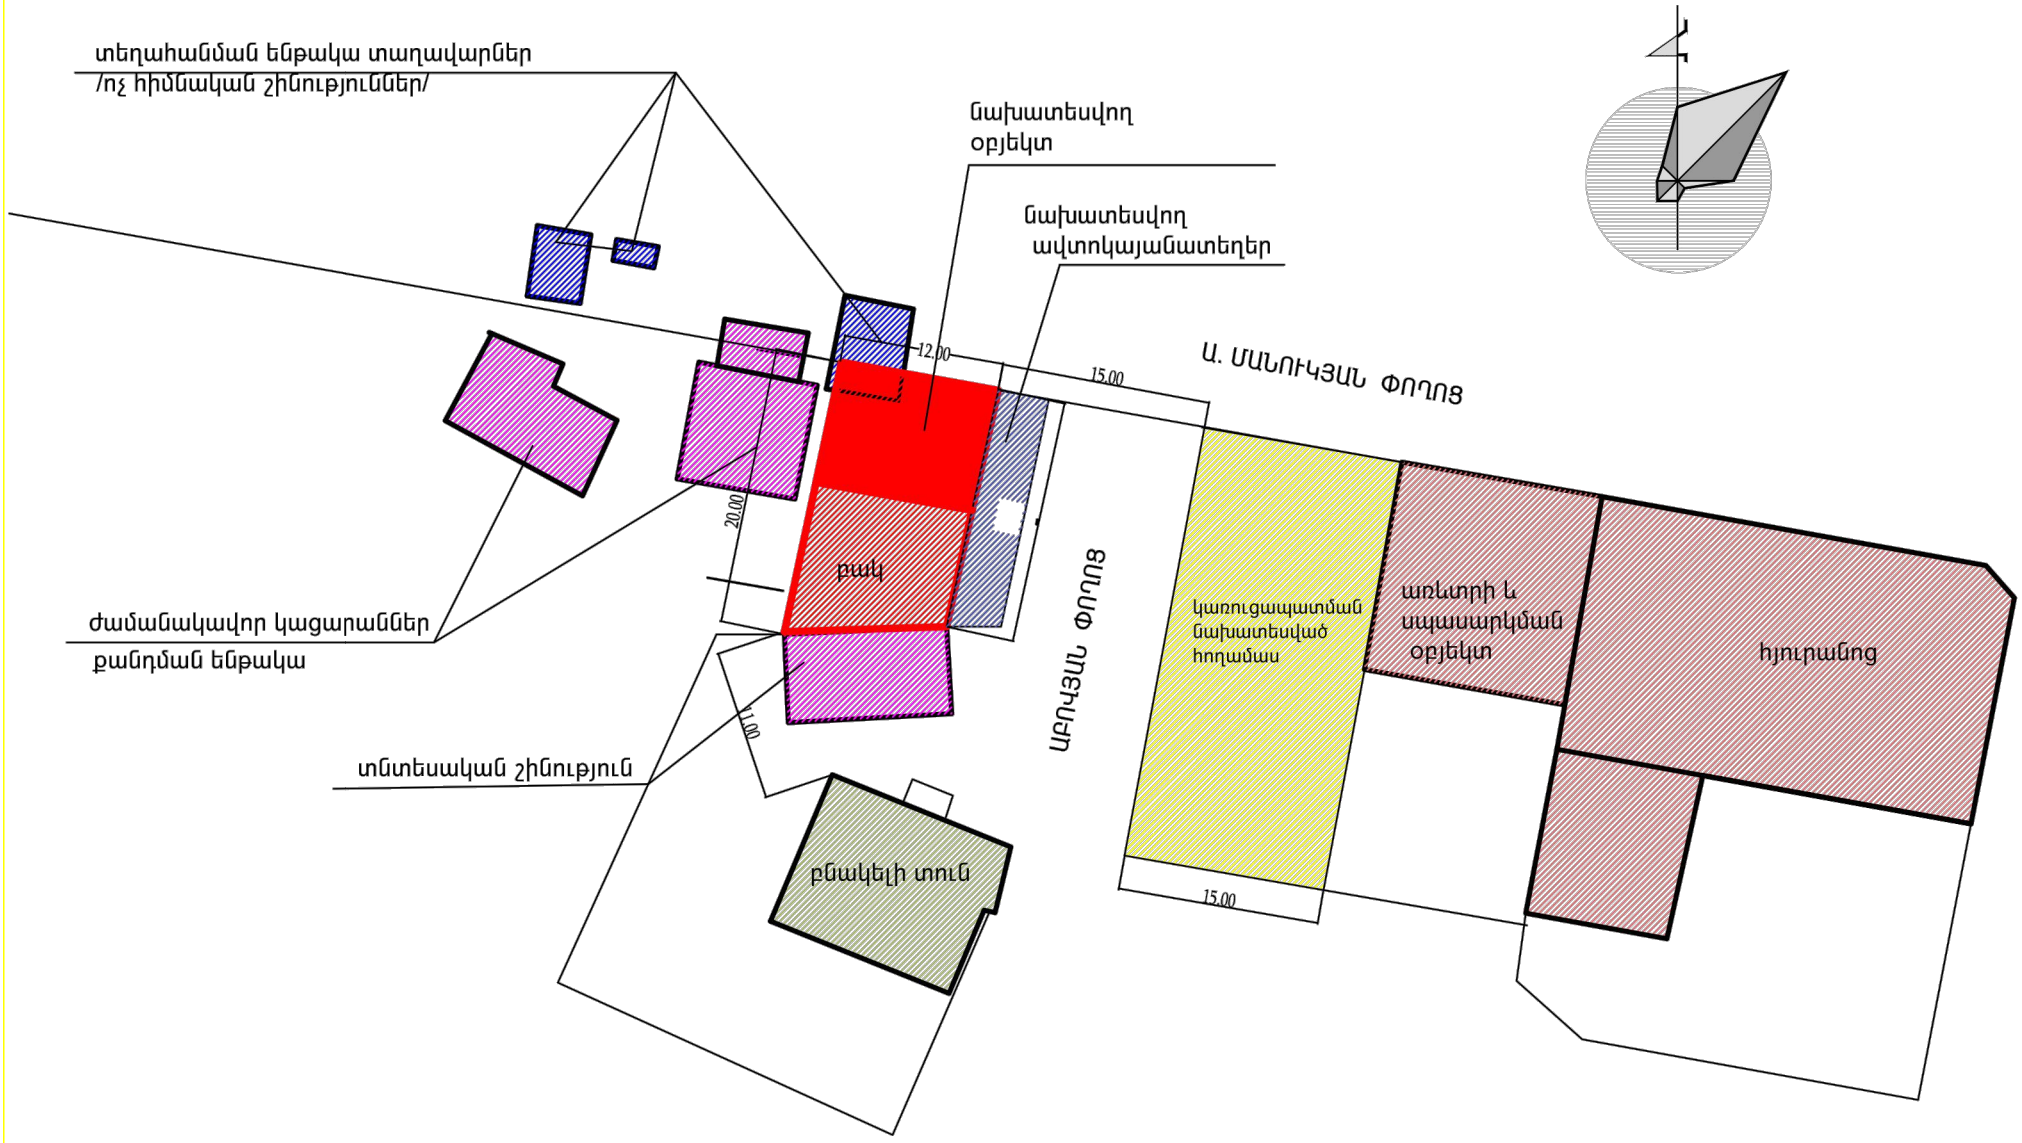 տեղահանման ենթակա տաղավարներ
/ոչ հիմնական շինություններ/
նախատեսվող
օբյեկտ
նախատեսվող
ավտոկայանատեղեր
12.00
15.00
Ա. ՄԱՆՈՒԿՅԱՆ ՓՈՂՈՑ
20.00
բակ
ԱԲՈՎՅԱՆ ՓՈՂՈՑ
կառուցապատման
նախատեսված
հողամաս
առևտրի և
սպասարկման
օբյեկտ
հյուրանոց
ժամանակավոր կացարաններ
քանդման ենթակա
11.00
տնտեսական շինություն
բնակելի տուն
15.00